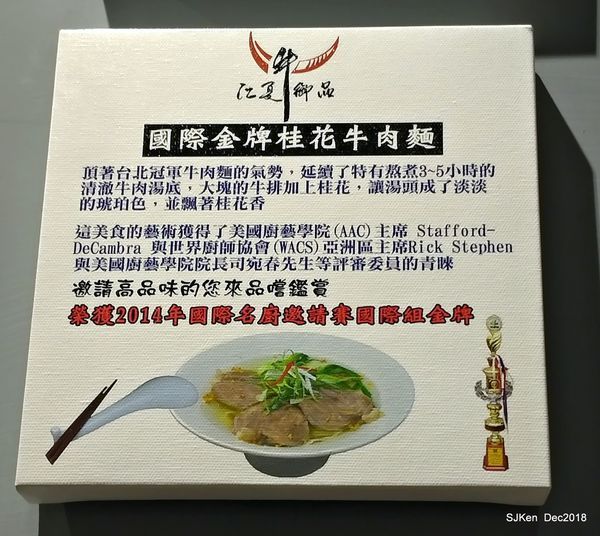 江夏 牛 御品
國際金牌桂花牛肉麵
頂著台北冠軍牛肉麵的氣勢，延續了特有熬煮3~5小時的
清澈牛肉湯底，大塊的牛排加上桂花，讓湯頭成了淡淡
的琥珀色，並飄著桂花香
這美食的藝術獲得了美國廚藝學院(AAC)主席 Stafford-
DeCambra 與世界廚師協會(WACS)亞洲區主席Rick Stephen
與美國廚藝學院院長司宛春先生等評審委員的青睞
邀請高品味的您來品嚐鑑賞
榮獲2014年國際名廚邀請賽國際組金牌
SJKen Dec2018